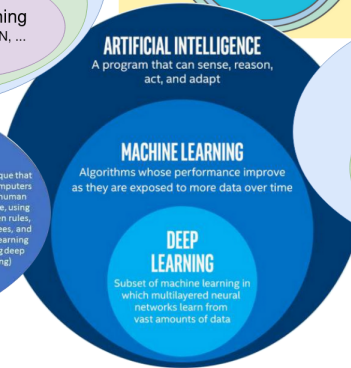 ning
N, ...
ARTIFICIAL INTELLIGENCE
A program that can sense, reason,
act, and adapt
MACHINE LEARNING
Algorithms whose performance improve
as they are exposed to more data over time
DEEP
LEARNING
Subset of machine learning in
which multilayered neural
networks learn from
vast amounts of data
que that
mputers
human
e, using
en rules,
ees, and
earning
g deep
ng)